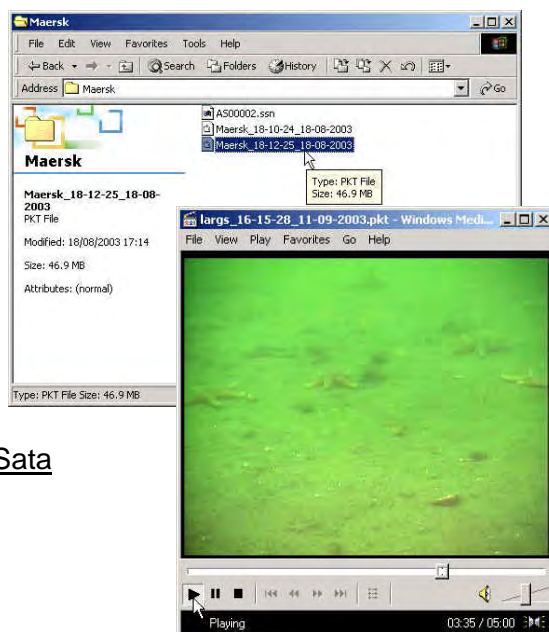 Maersk
File Edit View Favorites Tools Help
Back Search Folders History
Address Maersk Go
Maersk
Maersk_18-12-25_18-08-
2003
PKT File
Modified: 18/08/2003 17:14
Size: 46.9 MB
Attributes: (normal)
AS00002.ssn
Maersk_18-10-24_18-08-2003
Maersk_18-12-25_18-08-2003
Type: PKT File
Size: 46.9 MB
Type: PKT File Size: 46.9 MB
largs_16-15-28_11-09-2003.pkt - Windows Medi...
File View Play Favorites Go Help
Playing 03:35 / 05:00
Sata